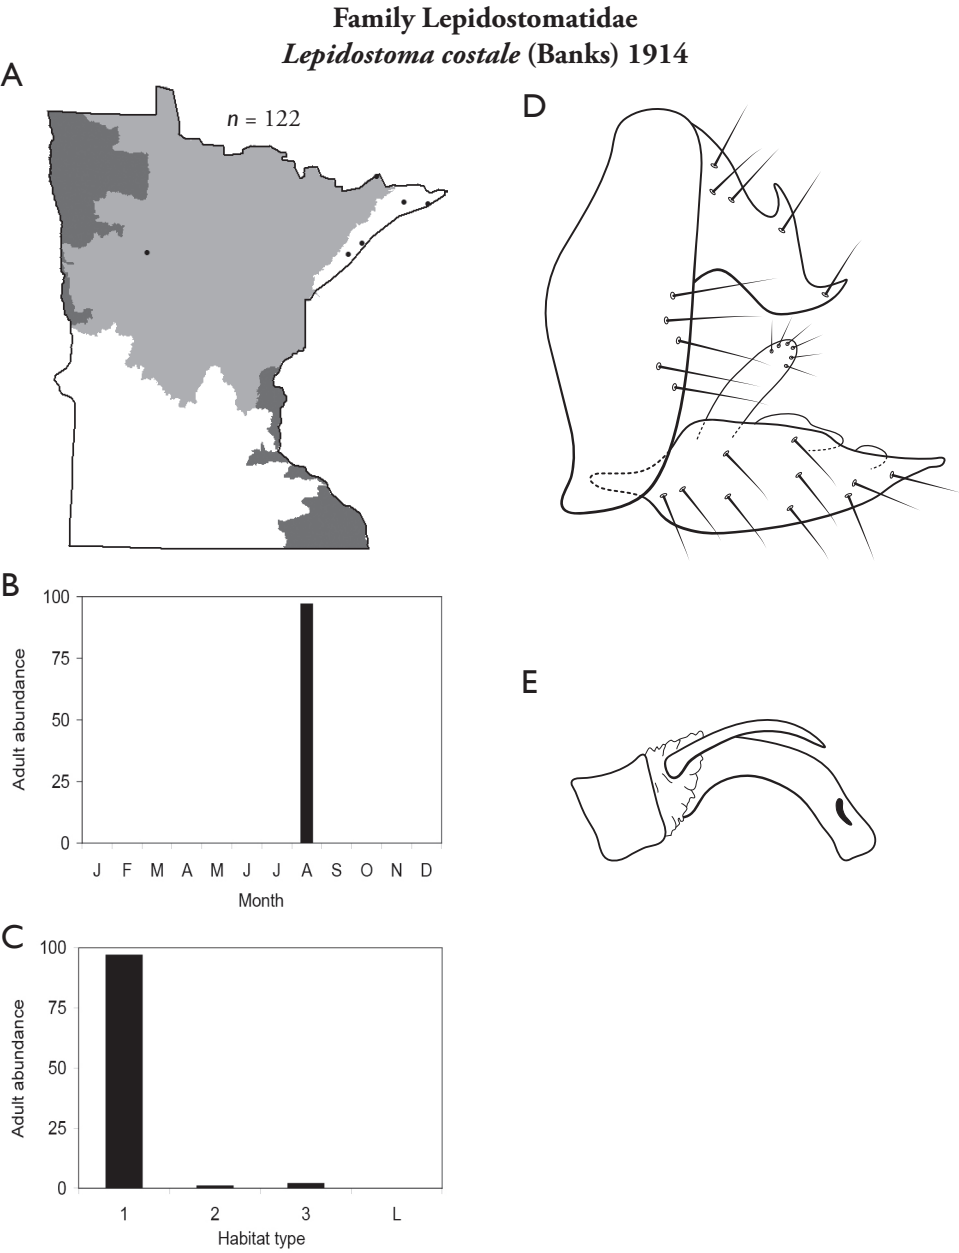 Family Lepidostomatidae
Lepidostoma costale (Banks) 1914
A
n = 122
B
100
75
50
25
0
Adult abundance
J F M A M J J A S O N D
Month
C
100
75
50
25
0
Adult abundance
1 2 3 L
Habitat type
D
E